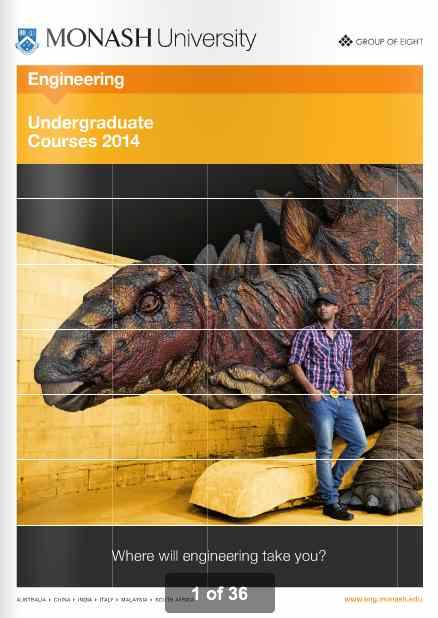 MONASH University
GROUP OF EIGHT
Engineering
Undergraduate
Courses 2014
Where will engineering take you?
AUSTRALIA • CHINA • INDIA • ITALY • MALAYSIA • SOUTH AFRICA
1 of 36
www.eng.monash.edu